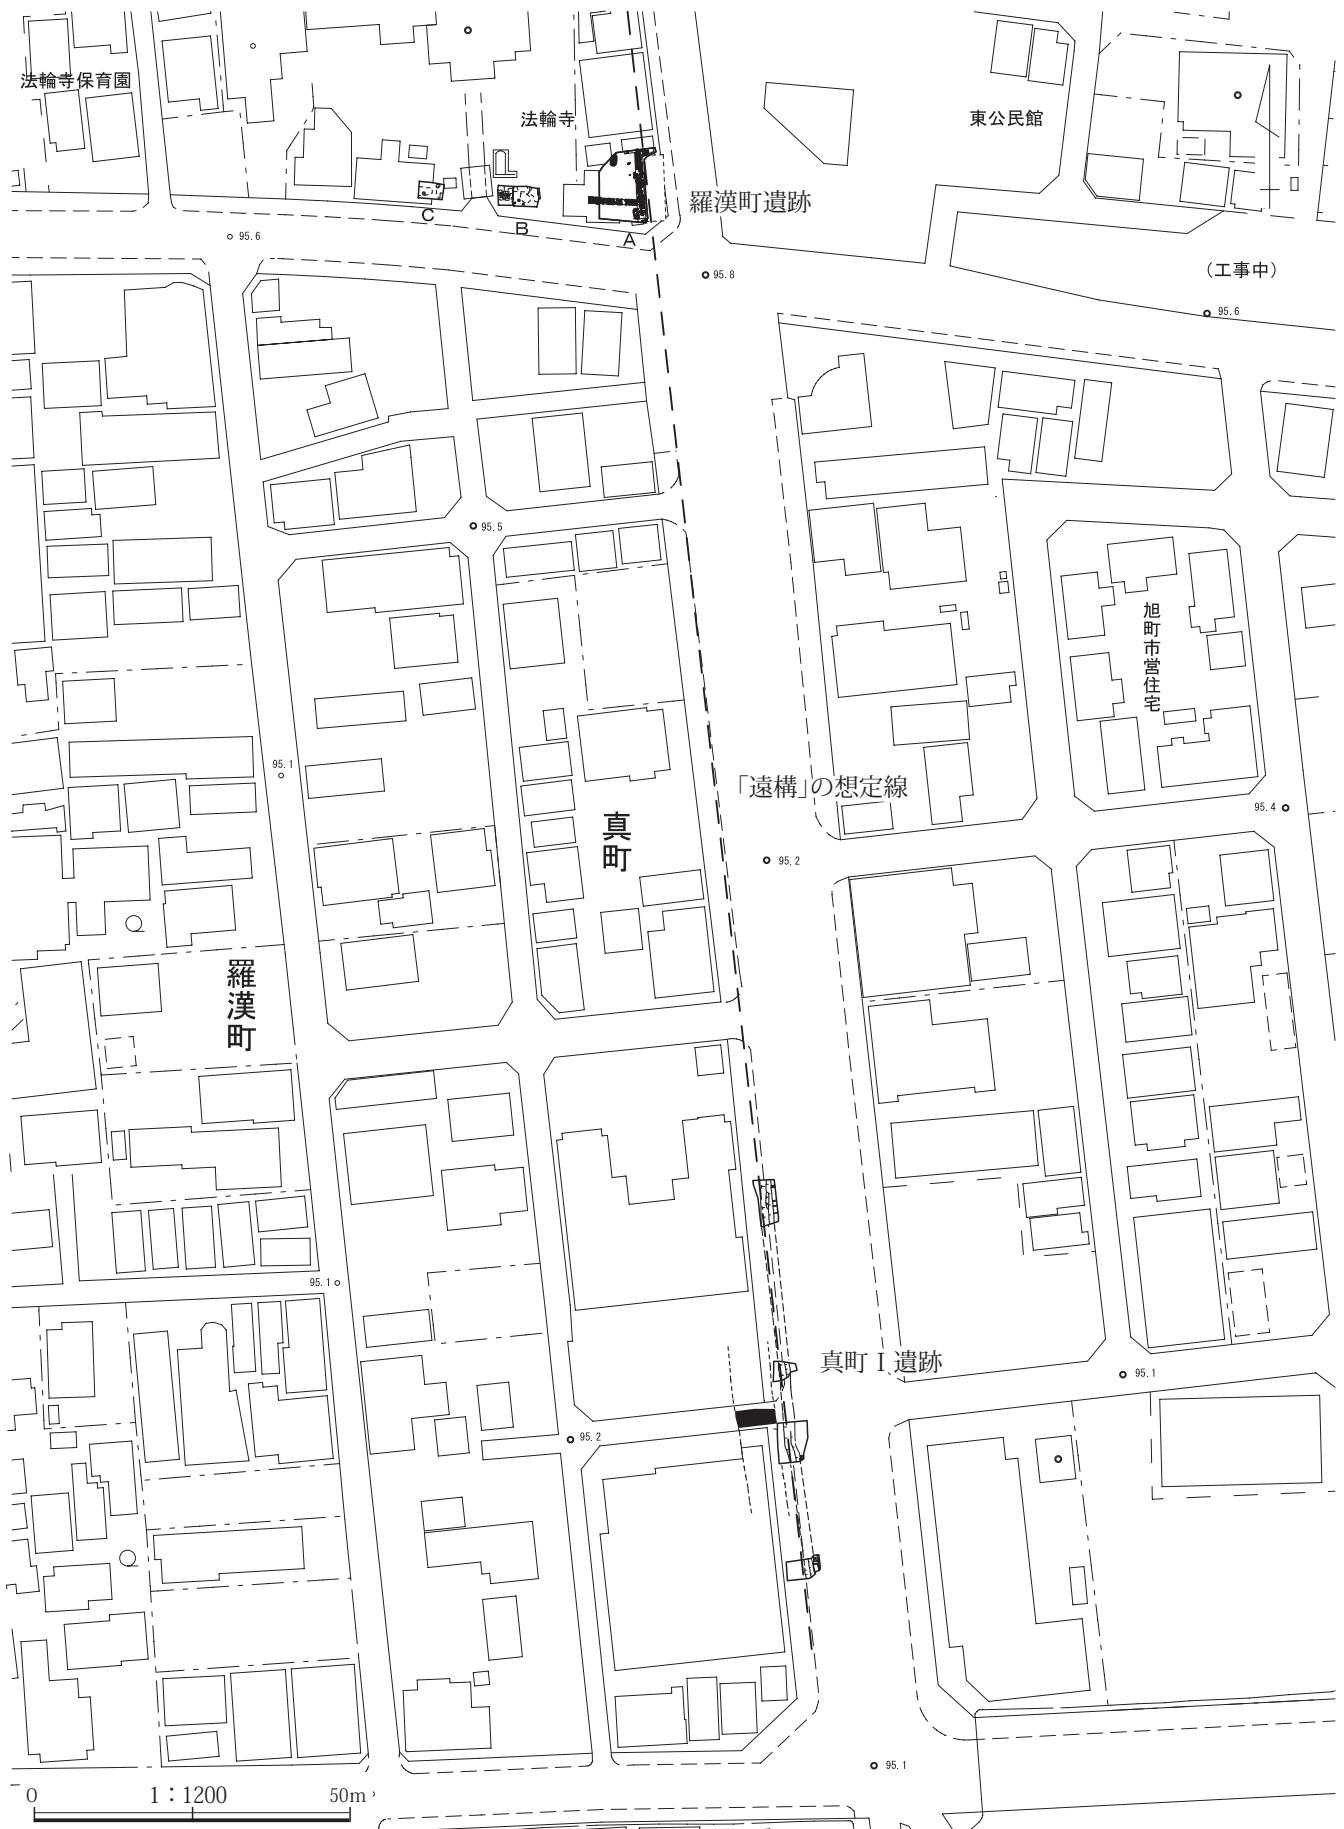 法輪寺保育園
法輪寺
東公民館
羅漢町遺跡
C
B
A
95.6
95.8
(工事中)
95.6
95.5
旭町市営住宅
95.1
「遠構」の想定線
95.4
真町
95.2
羅漢町
95.1
真町Ⅰ遺跡
95.1
95.2
95.1
0 1：1200 50m